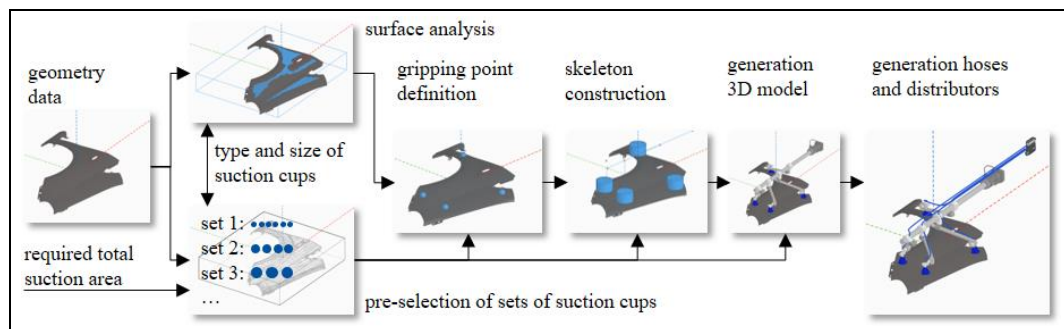 surface analysis
geometry
data
gripping point
definition
skeleton
construction
generation
3D model
generation hoses
and distributors
type and size of
suction cups
set 1:
set 2:
set 3:
...
required total
suction area
pre-selection of sets of suction cups